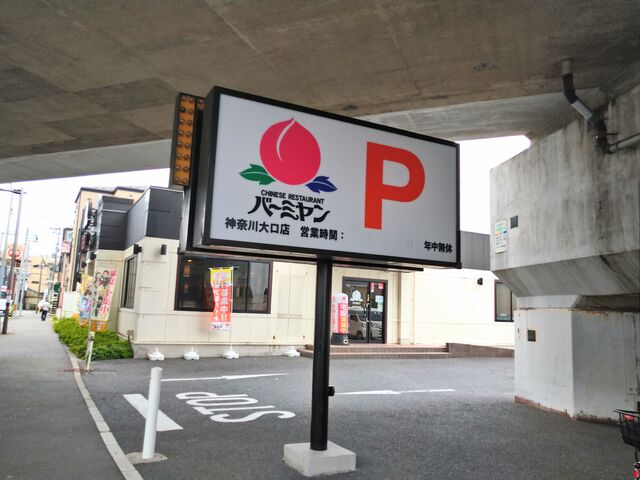 CHINESE RESTAURANT
バーミヤン
神奈川大口店 営業時間:
年中無休
P
STOP